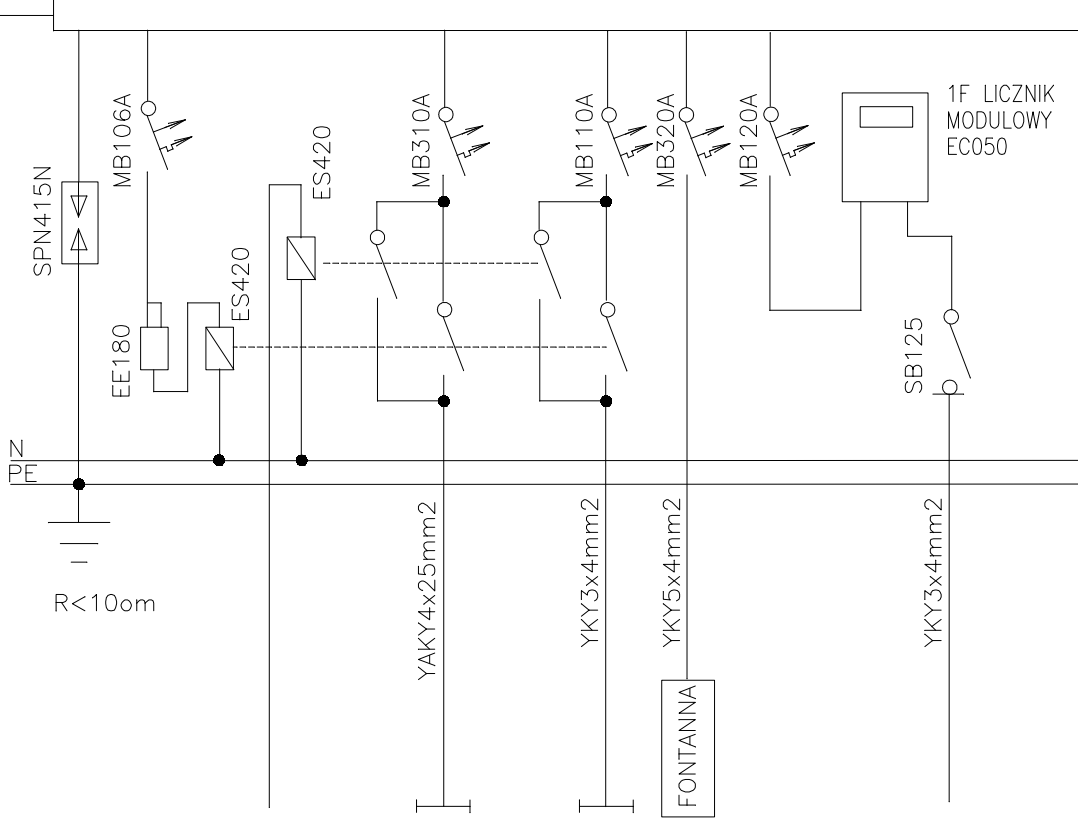 1F LICZNIK
MODULOWY
EC050
MB106A
MB310A
MB1110A
MB320A
MB120A
SPN415N
ES420
ES420
EE180
SB125
N
PE
R<10om
YAKY4x25mm2
YKY3x4mm2
YKY5x4mm2
YKY3x4mm2
FONTANNA